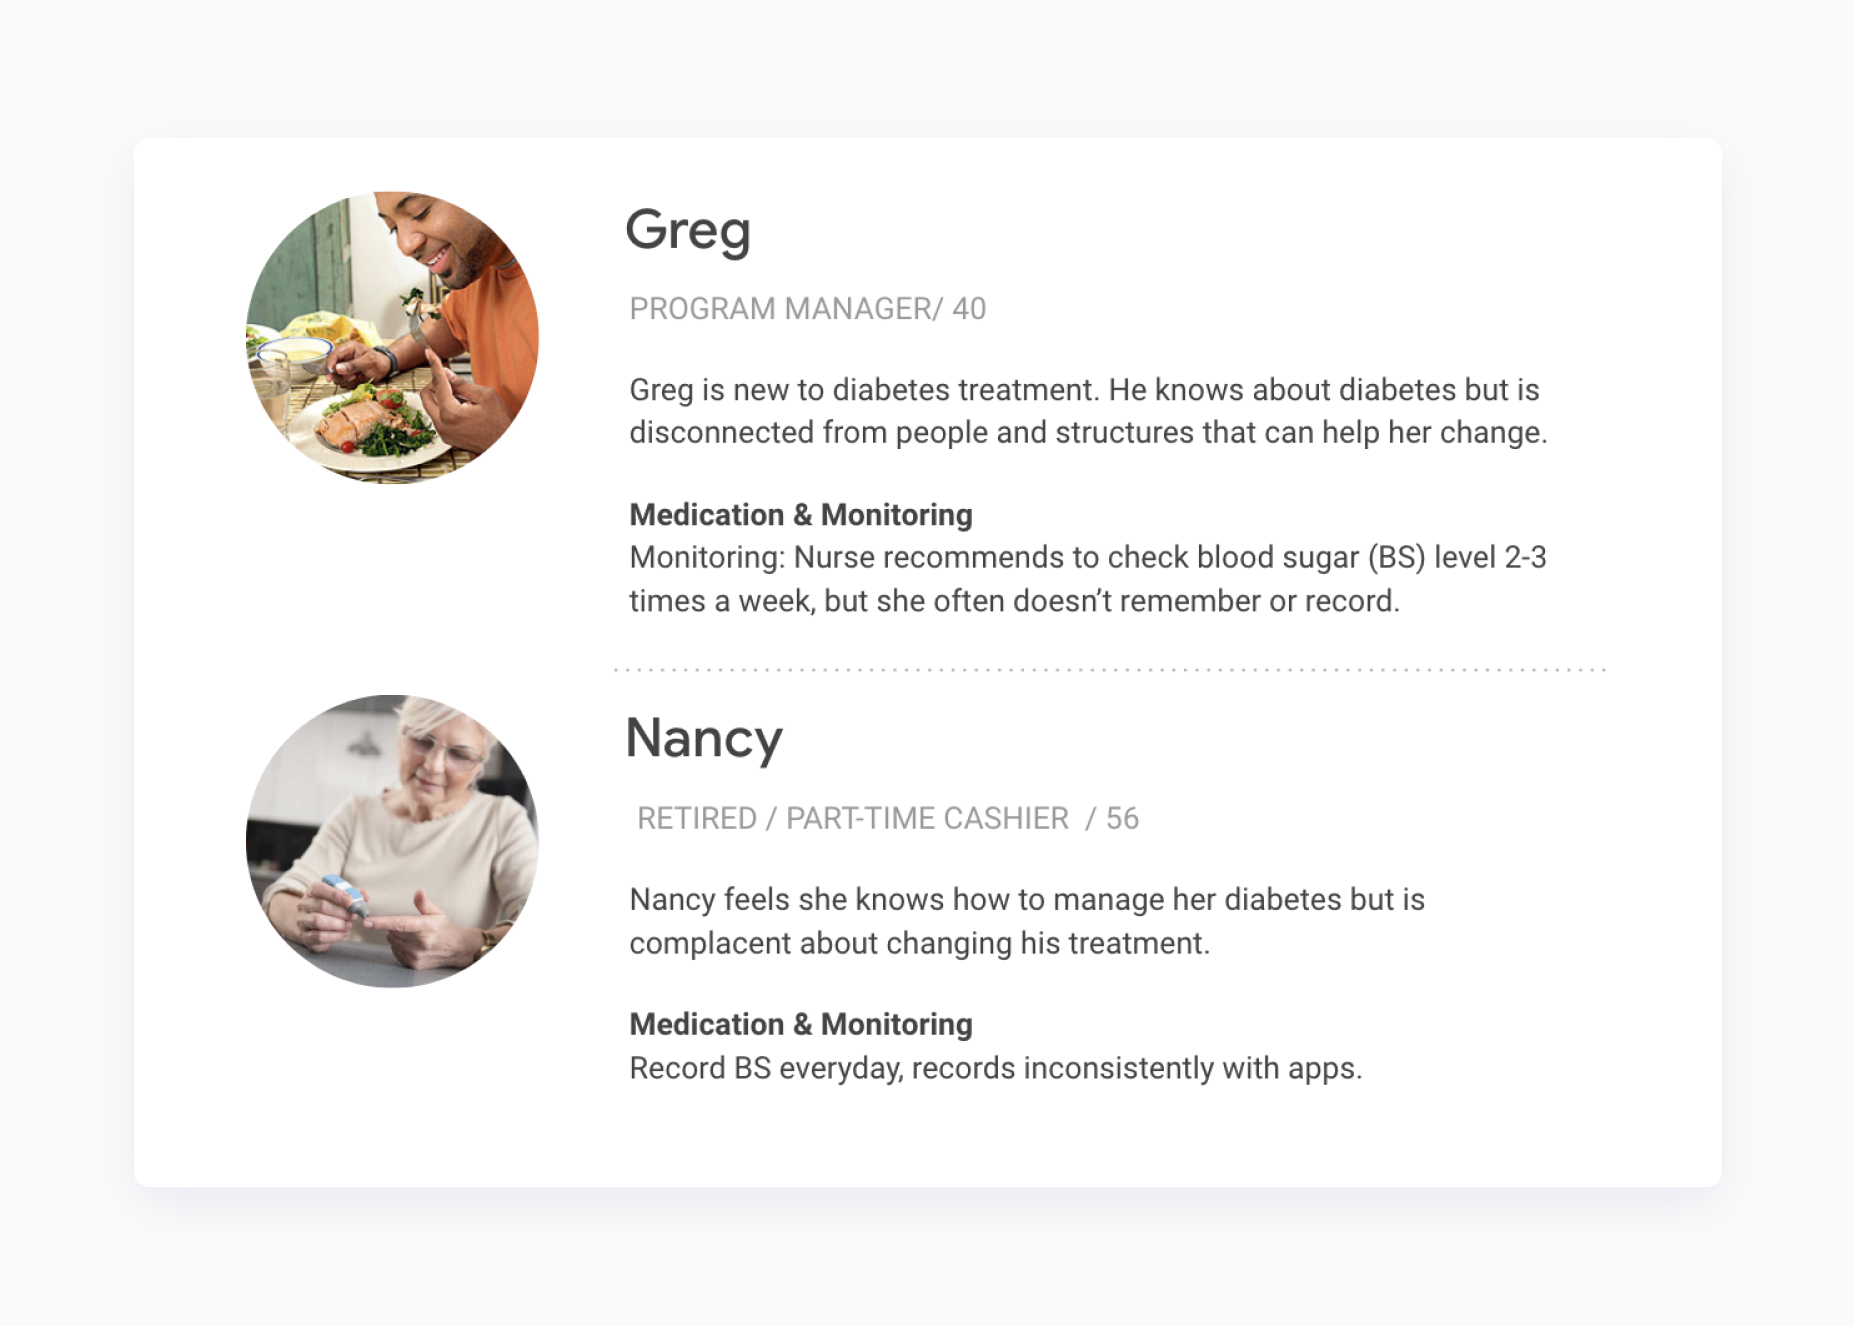 Greg
PROGRAM MANAGER/ 40
Greg is new to diabetes treatment. He knows about diabetes but is
disconnected from people and structures that can help her change.
Medication & Monitoring
Monitoring: Nurse recommends to check blood sugar (BS) level 2-3
times a week, but she often doesn’t remember or record.
Nancy
RETIRED / PART-TIME CASHIER / 56
Nancy feels she knows how to manage her diabetes but is
complacent about changing his treatment.
Medication & Monitoring
Record BS everyday, records inconsistently with apps.